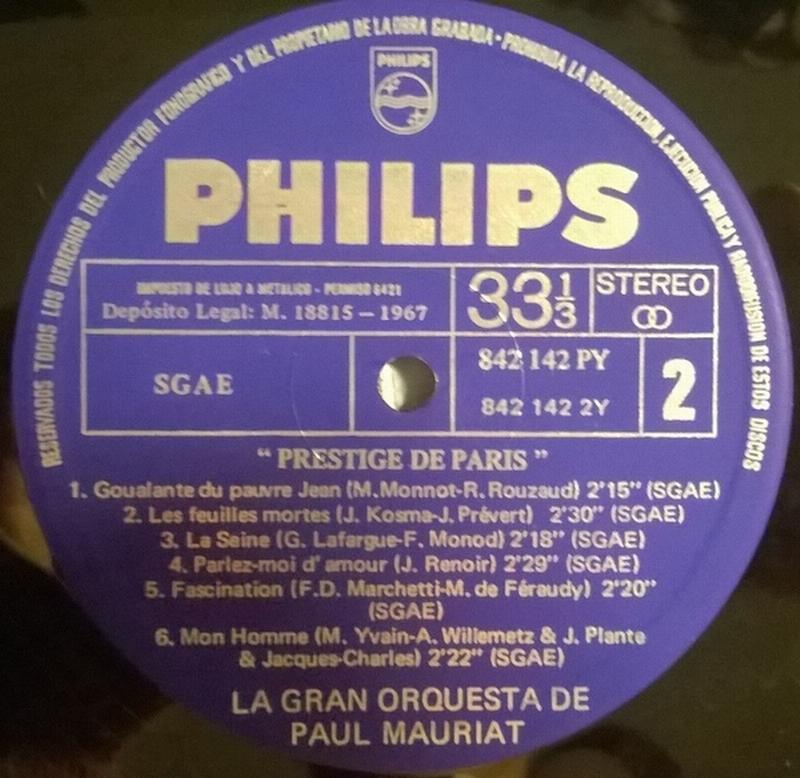 RESERVADOS TODOS LOS DERECHOS DEL PRODUCTOR FONOGRAFICO Y DEL PROPIETARIO DE LA OBRA GRABADA - PROHIBIDA LA REPRODUCCION, EJECUCION PUBLICA Y RADIODIFUSION DE ESTOS DISCOS
PHILIPS
PHILIPS
IMPUESTO DE LUJO A METALICO - PERMISO 6421
Depósito Legal: M. 18815 – 1967
33 1/3
STEREO
SGAE
842 142 PY
842 142 2Y
2
“ PRESTIGE DE PARIS ”
1. Goualante du pauvre Jean (M.Monnot-R. Rouzaud) 2'15" (SGAE)
2. Les feuilles mortes (J. Kosma-J. Prévert) 2'30" (SGAE)
3. La Seine (G. Lafargue-F. Monod) 2'18" (SGAE)
4. Parlez-moi d'amour (J. Renoir) 2'29" (SGAE)
5. Fascination (F.D. Marchetti-M. de Féraudy) 2'20"
(SGAE)
6. Mon Homme (M. Yvain-A. Willemetz & J. Plante
& Jacques-Charles) 2'22" (SGAE)
LA GRAN ORQUESTA DE
PAUL MAURIAT